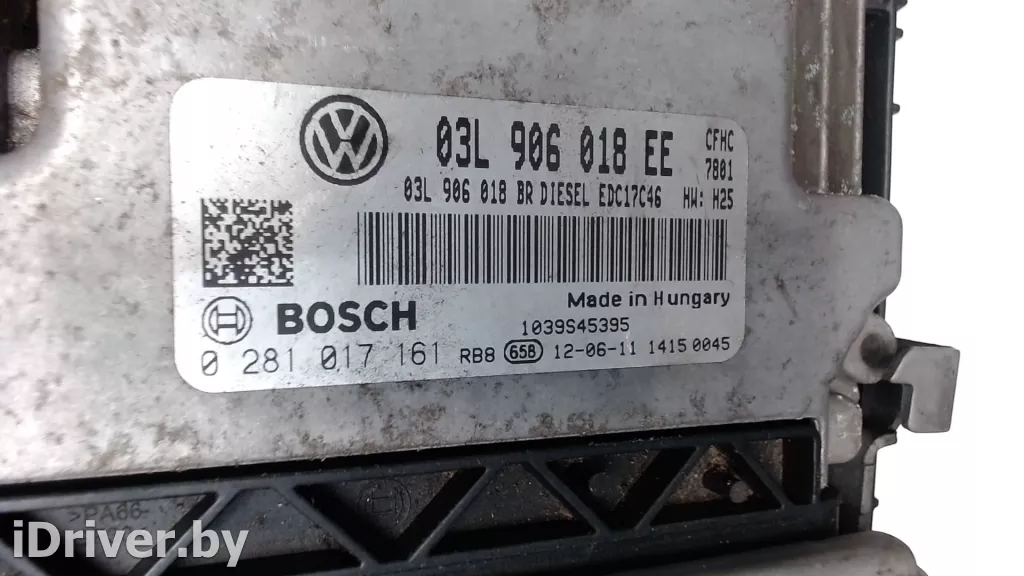 03L 906 018 EE CFHC
7801
03L 906 018 BR DIESEL EDC17C46 HW: H25
Made in Hungary
BOSCH 1039S45395
0 281 017 161 RB8 658 12-06-11 1415 0045
>PA66-
iDriver.by